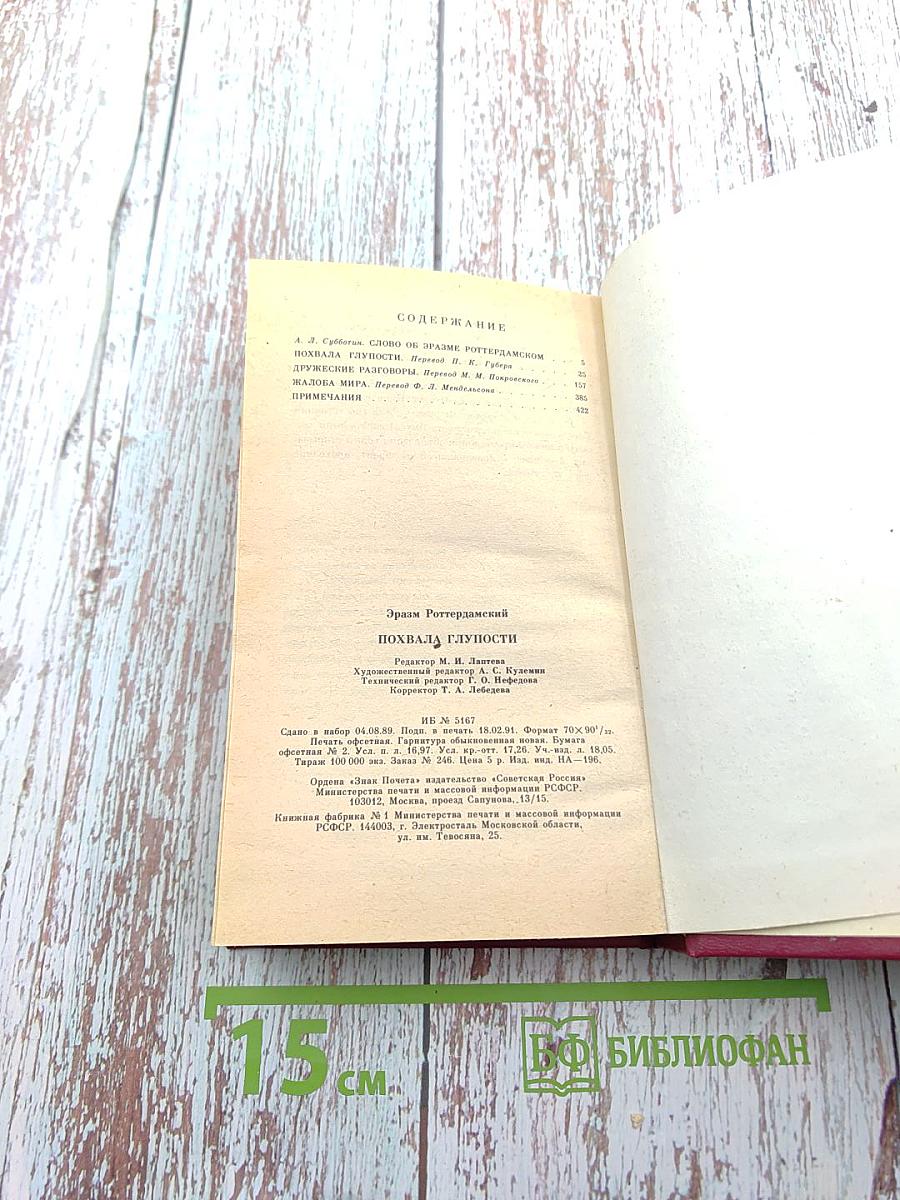 СОДЕРЖАНИЕ
А. Л. Субботин. СЛОВО ОБ ЭРАЗМЕ РОТТЕРДАМСКОМ . . . 5
ПОХВАЛА ГЛУПОСТИ. Перевод П. К. Губера . . . . . . 25
ДРУЖЕСКИЕ РАЗГОВОРЫ. Перевод М. М. Покровского . . . 157
ЖАЛОБА МИРА. Перевод Ф. Л. Мендельсона . . . . . . . 385
ПРИМЕЧАНИЯ . . . . . . . . . . . . . . . . . 422
Эразм Роттердамский
ПОХВАЛА ГЛУПОСТИ
Редактор М. И. Лаптева
Художественный редактор А. С. Кулемин
Технический редактор Г. О. Нефедова
Корректор Т. А. Лебедева
ИБ № 5167
Сдано в набор 04.08.89. Подп. в печать 18.02.91. Формат 70×90¹/₃₂.
Печать офсетная. Гарнитура обыкновенная новая. Бумага
офсетная № 2. Усл. п. л. 16,97. Усл. кр.-отт. 17,26. Уч.-изд. л. 18,05.
Тираж 100 000 экз. Заказ № 246. Цена 5 р. Изд. инд. НА—196.
Ордена «Знак Почета» издательство «Советская Россия»
Министерства печати и массовой информации РСФСР.
103012, Москва, проезд Сапунова, 13/15.
Книжная фабрика № 1 Министерства печати и массовой информации
РСФСР. 144003, г. Электросталь Московской области,
ул. им. Тевосяна, 25.
15 см
БФ БИБЛИОФАН